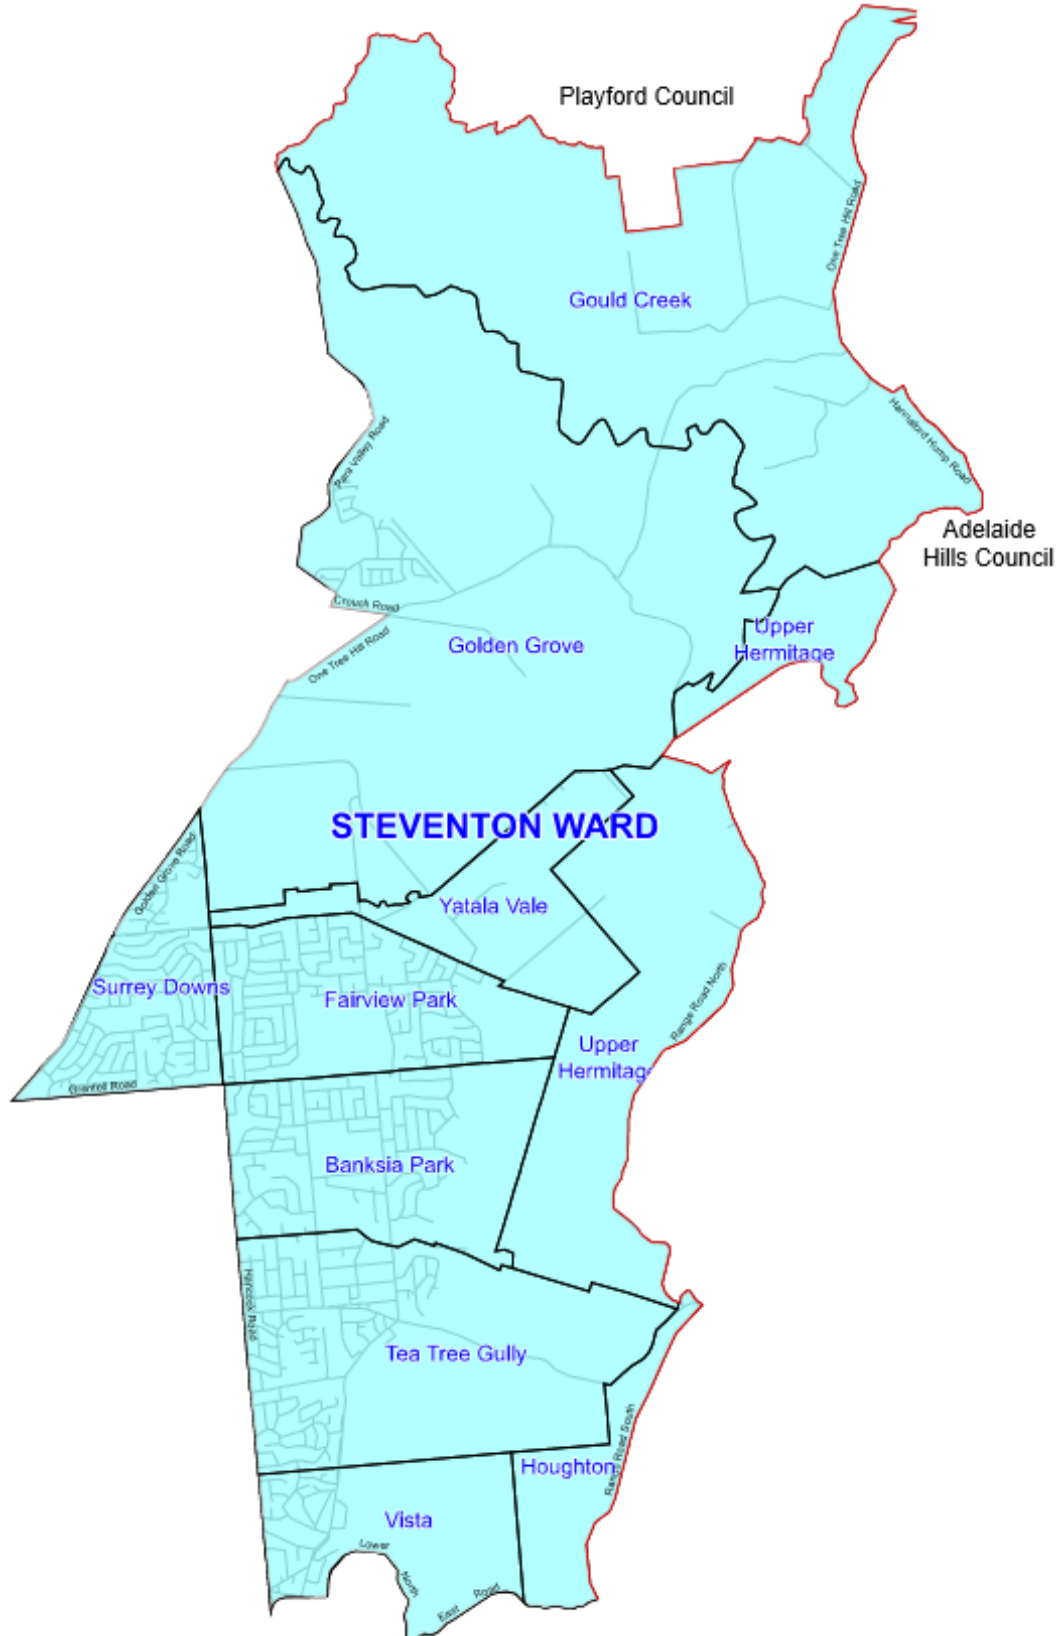 Playford Council
One Tree Hill Road
Gould Creek
Hannaford Hump Road
Para Valley Road
Adelaide
Hills Council
Crouch Road
One Tree Hill Road
Golden Grove
Upper
Hermitage
STEVENTON WARD
Golden Grove Road
Yatala Vale
Surrey Downs
Fairview Park
Range Road North
Upper
Hermitag
Grenfell Road
Banksia Park
Hancock Road
Tea Tree Gully
Range Road South
Houghton
Vista
Lower
North
East
Road